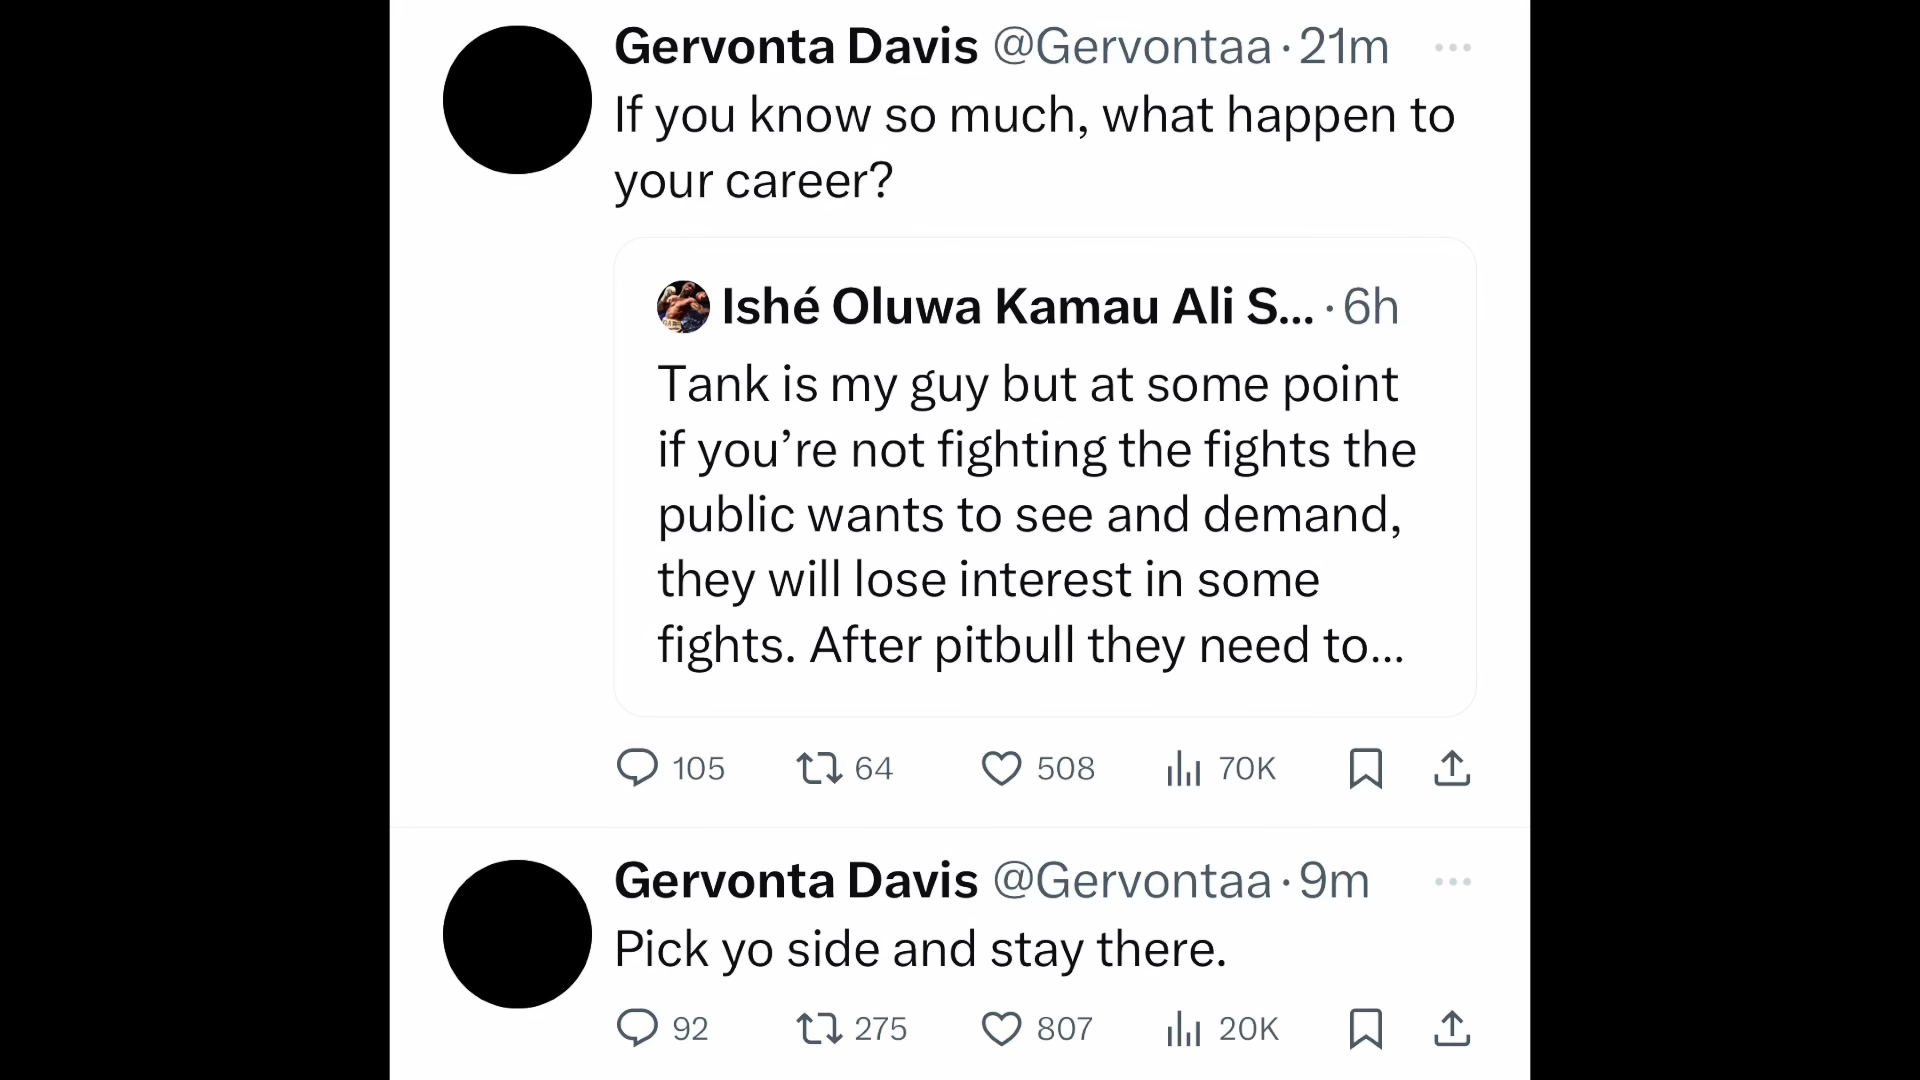 Gervonta Davis @Gervontaa · 21m
If you know so much, what happen to
your career?
Ishé Oluwa Kamau Ali S... · 6h
Tank is my guy but at some point
if you’re not fighting the fights the
public wants to see and demand,
they will lose interest in some
fights. After pitbull they need to...
105 64 508 70K
Gervonta Davis @Gervontaa · 9m
Pick yo side and stay there.
92 275 807 20K